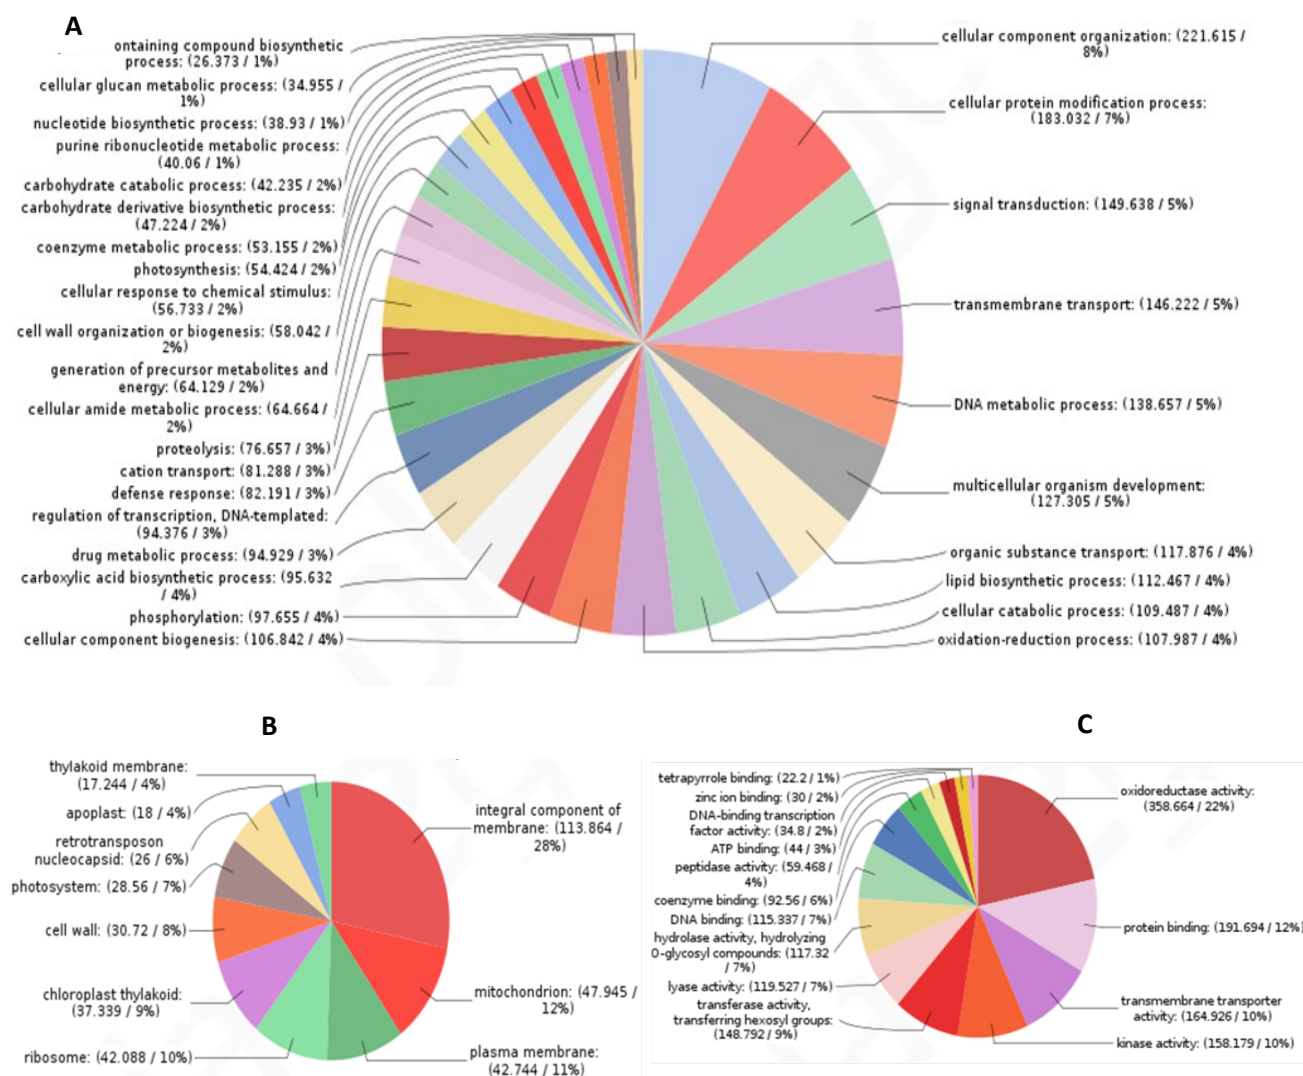 A
ontaining compound biosynthetic
process: (26.373 / 1%)
cellular glucan metabolic process: (34.955 /
1%)
nucleotide biosynthetic process: (38.93 / 1%)
purine ribonucleotide metabolic process:
(40.06 / 1%)
carbohydrate catabolic process: (42.235 / 2%)
carbohydrate derivative biosynthetic process:
(47.224 / 2%)
coenzyme metabolic process: (53.155 / 2%)
photosynthesis: (54.424 / 2%)
cellular response to chemical stimulus:
(56.733 / 2%)
cell wall organization or biogenesis: (58.042 /
2%)
generation of precursor metabolites and
energy: (64.129 / 2%)
cellular amide metabolic process: (64.664 /
2%)
proteolysis: (76.657 / 3%)
cation transport: (81.288 / 3%)
defense response: (82.191 / 3%)
regulation of transcription, DNA-templated:
(94.376 / 3%)
drug metabolic process: (94.929 / 3%)
carboxylic acid biosynthetic process: (95.632
/ 4%)
phosphorylation: (97.655 / 4%)
cellular component biogenesis: (106.842 / 4%)
cellular component organization: (221.615 /
8%)
cellular protein modification process:
(183.032 / 7%)
signal transduction: (149.638 / 5%)
transmembrane transport: (146.222 / 5%)
DNA metabolic process: (138.657 / 5%)
multicellular organism development:
(127.305 / 5%)
organic substance transport: (117.876 / 4%)
lipid biosynthetic process: (112.467 / 4%)
cellular catabolic process: (109.487 / 4%)
oxidation-reduction process: (107.987 / 4%)
B
thylakoid membrane:
(17.244 / 4%)
apoplast: (18 / 4%)
retrotransposon
nucleocapsid: (26 / 6%)
photosystem: (28.56 / 7%)
cell wall: (30.72 / 8%)
chloroplast thylakoid:
(37.339 / 9%)
ribosome: (42.088 / 10%)
integral component of
membrane: (113.864 /
28%)
mitochondrion: (47.945 /
12%)
plasma membrane:
(42.744 / 11%)
C
tetrapyrrole binding: (22.2 / 1%)
zinc ion binding: (30 / 2%)
DNA-binding transcription
factor activity: (34.8 / 2%)
ATP binding: (44 / 3%)
peptidase activity: (59.468 /
4%)
coenzyme binding: (92.56 / 6%)
DNA binding: (115.337 / 7%)
hydrolase activity, hydrolyzing
O-glycosyl compounds: (117.32
/ 7%)
lyase activity: (119.527 / 7%)
transferase activity,
transferring hexosyl groups:
(148.792 / 9%)
oxidoreductase activity:
(358.664 / 22%)
protein binding: (191.694 / 12%)
transmembrane transporter
activity: (164.926 / 10%)
kinase activity: (158.179 / 10%)